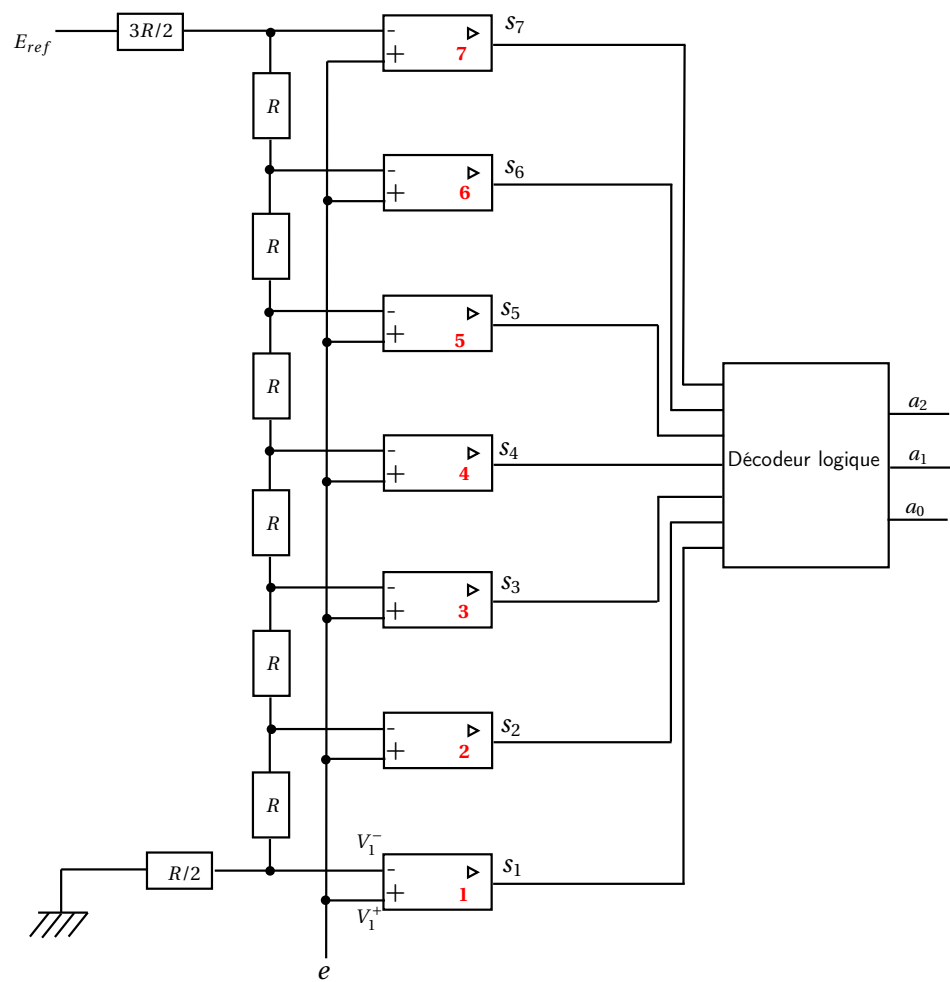 E_ref 3R/2 - + 7 s_7
R
- + 6 s_6
R
- + 5 s_5
R
- + 4 s_4
Décodeur logique
a_2
a_1
a_0
R
- + 3 s_3
R
- + 2 s_2
R
R/2 V_1^- - + 1 s_1
V_1^+
e